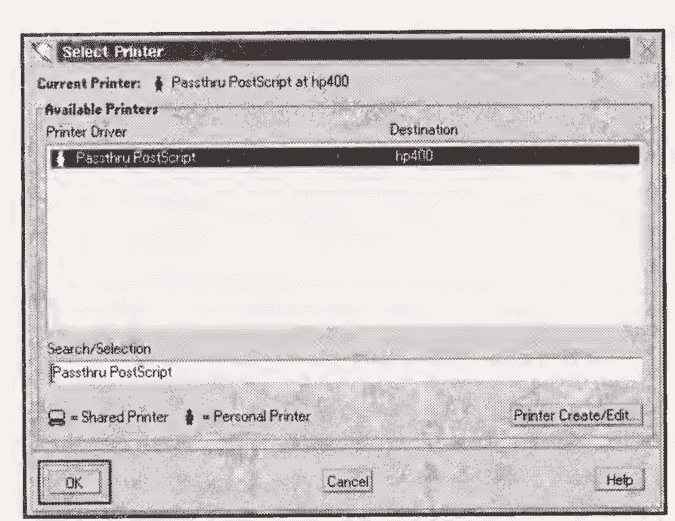 Select Printer
Current Printer: Passthru PostScript at hp400
Available Printers
Printer Driver Destination
Passthru PostScript hp400
Search/Selection
Passthru PostScript
= Shared Printer = Personal Printer
Printer Create/Edit...
OK Cancel Help